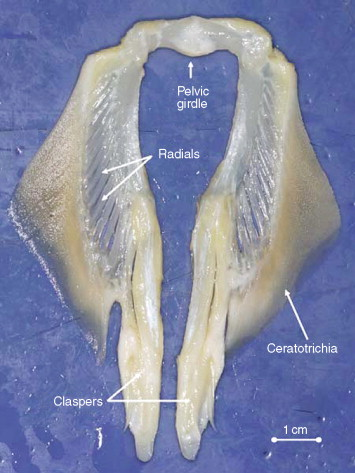 Pelvic
girdle
Radials
Ceratotrichia
Claspers
1 cm